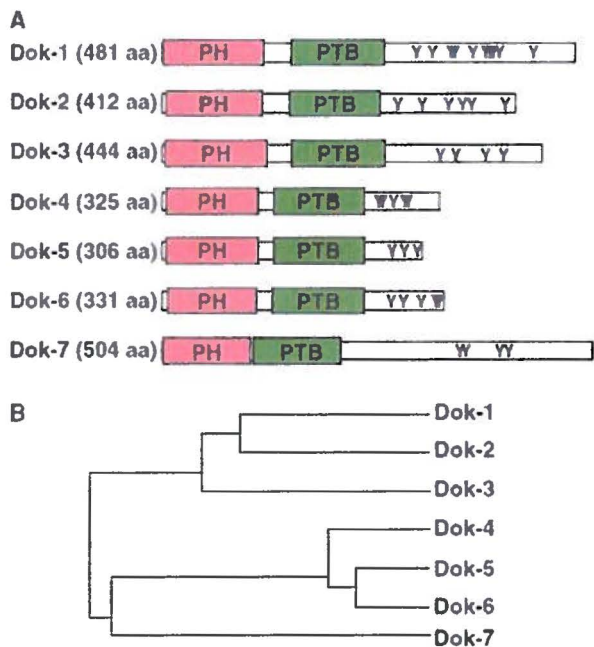 A
Dok-1 (481 aa) PH PTB Y Y W Y WY Y
Dok-2 (412 aa) PH PTB Y Y Y Y Y Y
Dok-3 (444 aa) PH PTB Y Y Y Y
Dok-4 (325 aa) PH PTB W Y W
Dok-5 (306 aa) PH PTB Y Y Y
Dok-6 (331 aa) PH PTB Y Y Y W
Dok-7 (504 aa) PH PTB W Y Y
B
Dok-1
Dok-2
Dok-3
Dok-4
Dok-5
Dok-6
Dok-7